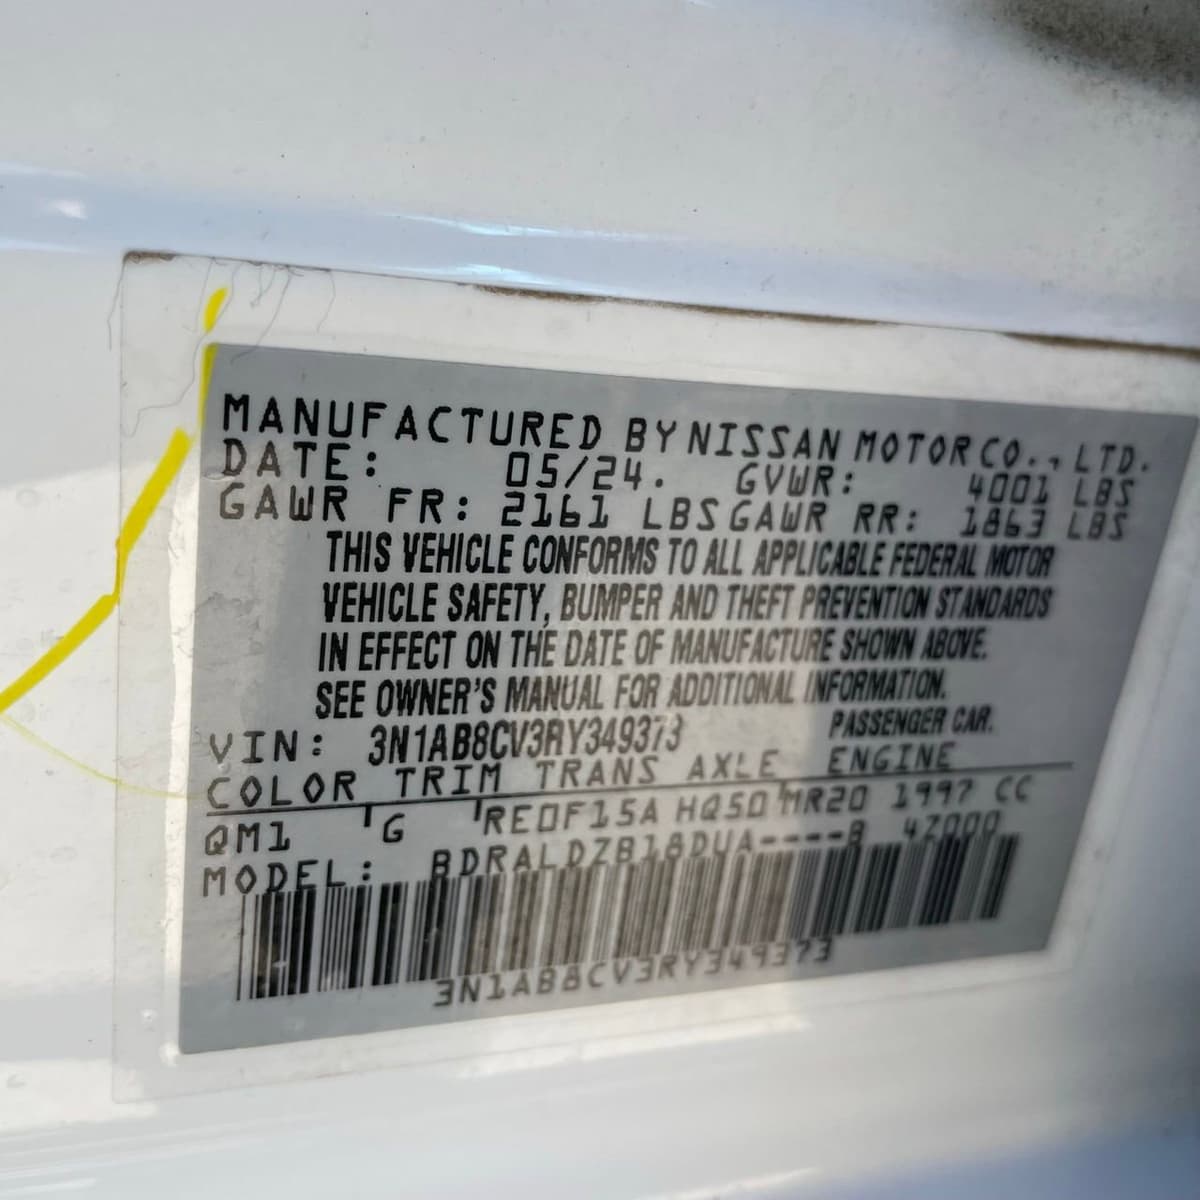 MANUFACTURED BY NISSAN MOTOR CO., LTD.
DATE: 05/24. GVWR: 4001 LBS
GAWR FR: 2161 LBS GAWR RR: 1863 LBS
THIS VEHICLE CONFORMS TO ALL APPLICABLE FEDERAL MOTOR
VEHICLE SAFETY, BUMPER AND THEFT PREVENTION STANDARDS
IN EFFECT ON THE DATE OF MANUFACTURE SHOWN ABOVE.
SEE OWNER'S MANUAL FOR ADDITIONAL INFORMATION.
VIN: 3N1AB8CV3RY349373 PASSENGER CAR.
COLOR TRIM TRANS AXLE ENGINE
QM1 G RE0F15A HQ50 MR20 1997 CC
MODEL: BDRALDZB18DUA----B 4Z000
3N1AB8CV3RY349373